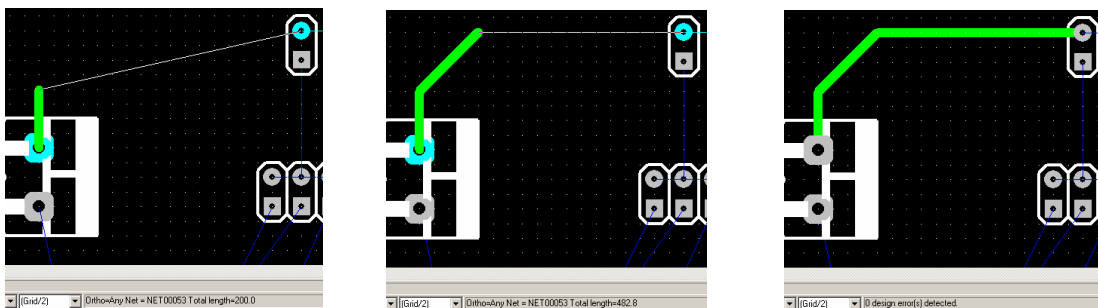 (Grid/2) Ortho=Any Net = NET00053 Total length=200.0
(Grid/2) Ortho=Any Net = NET00053 Total length=482.8
(Grid/2) 0 design error(s) detected.